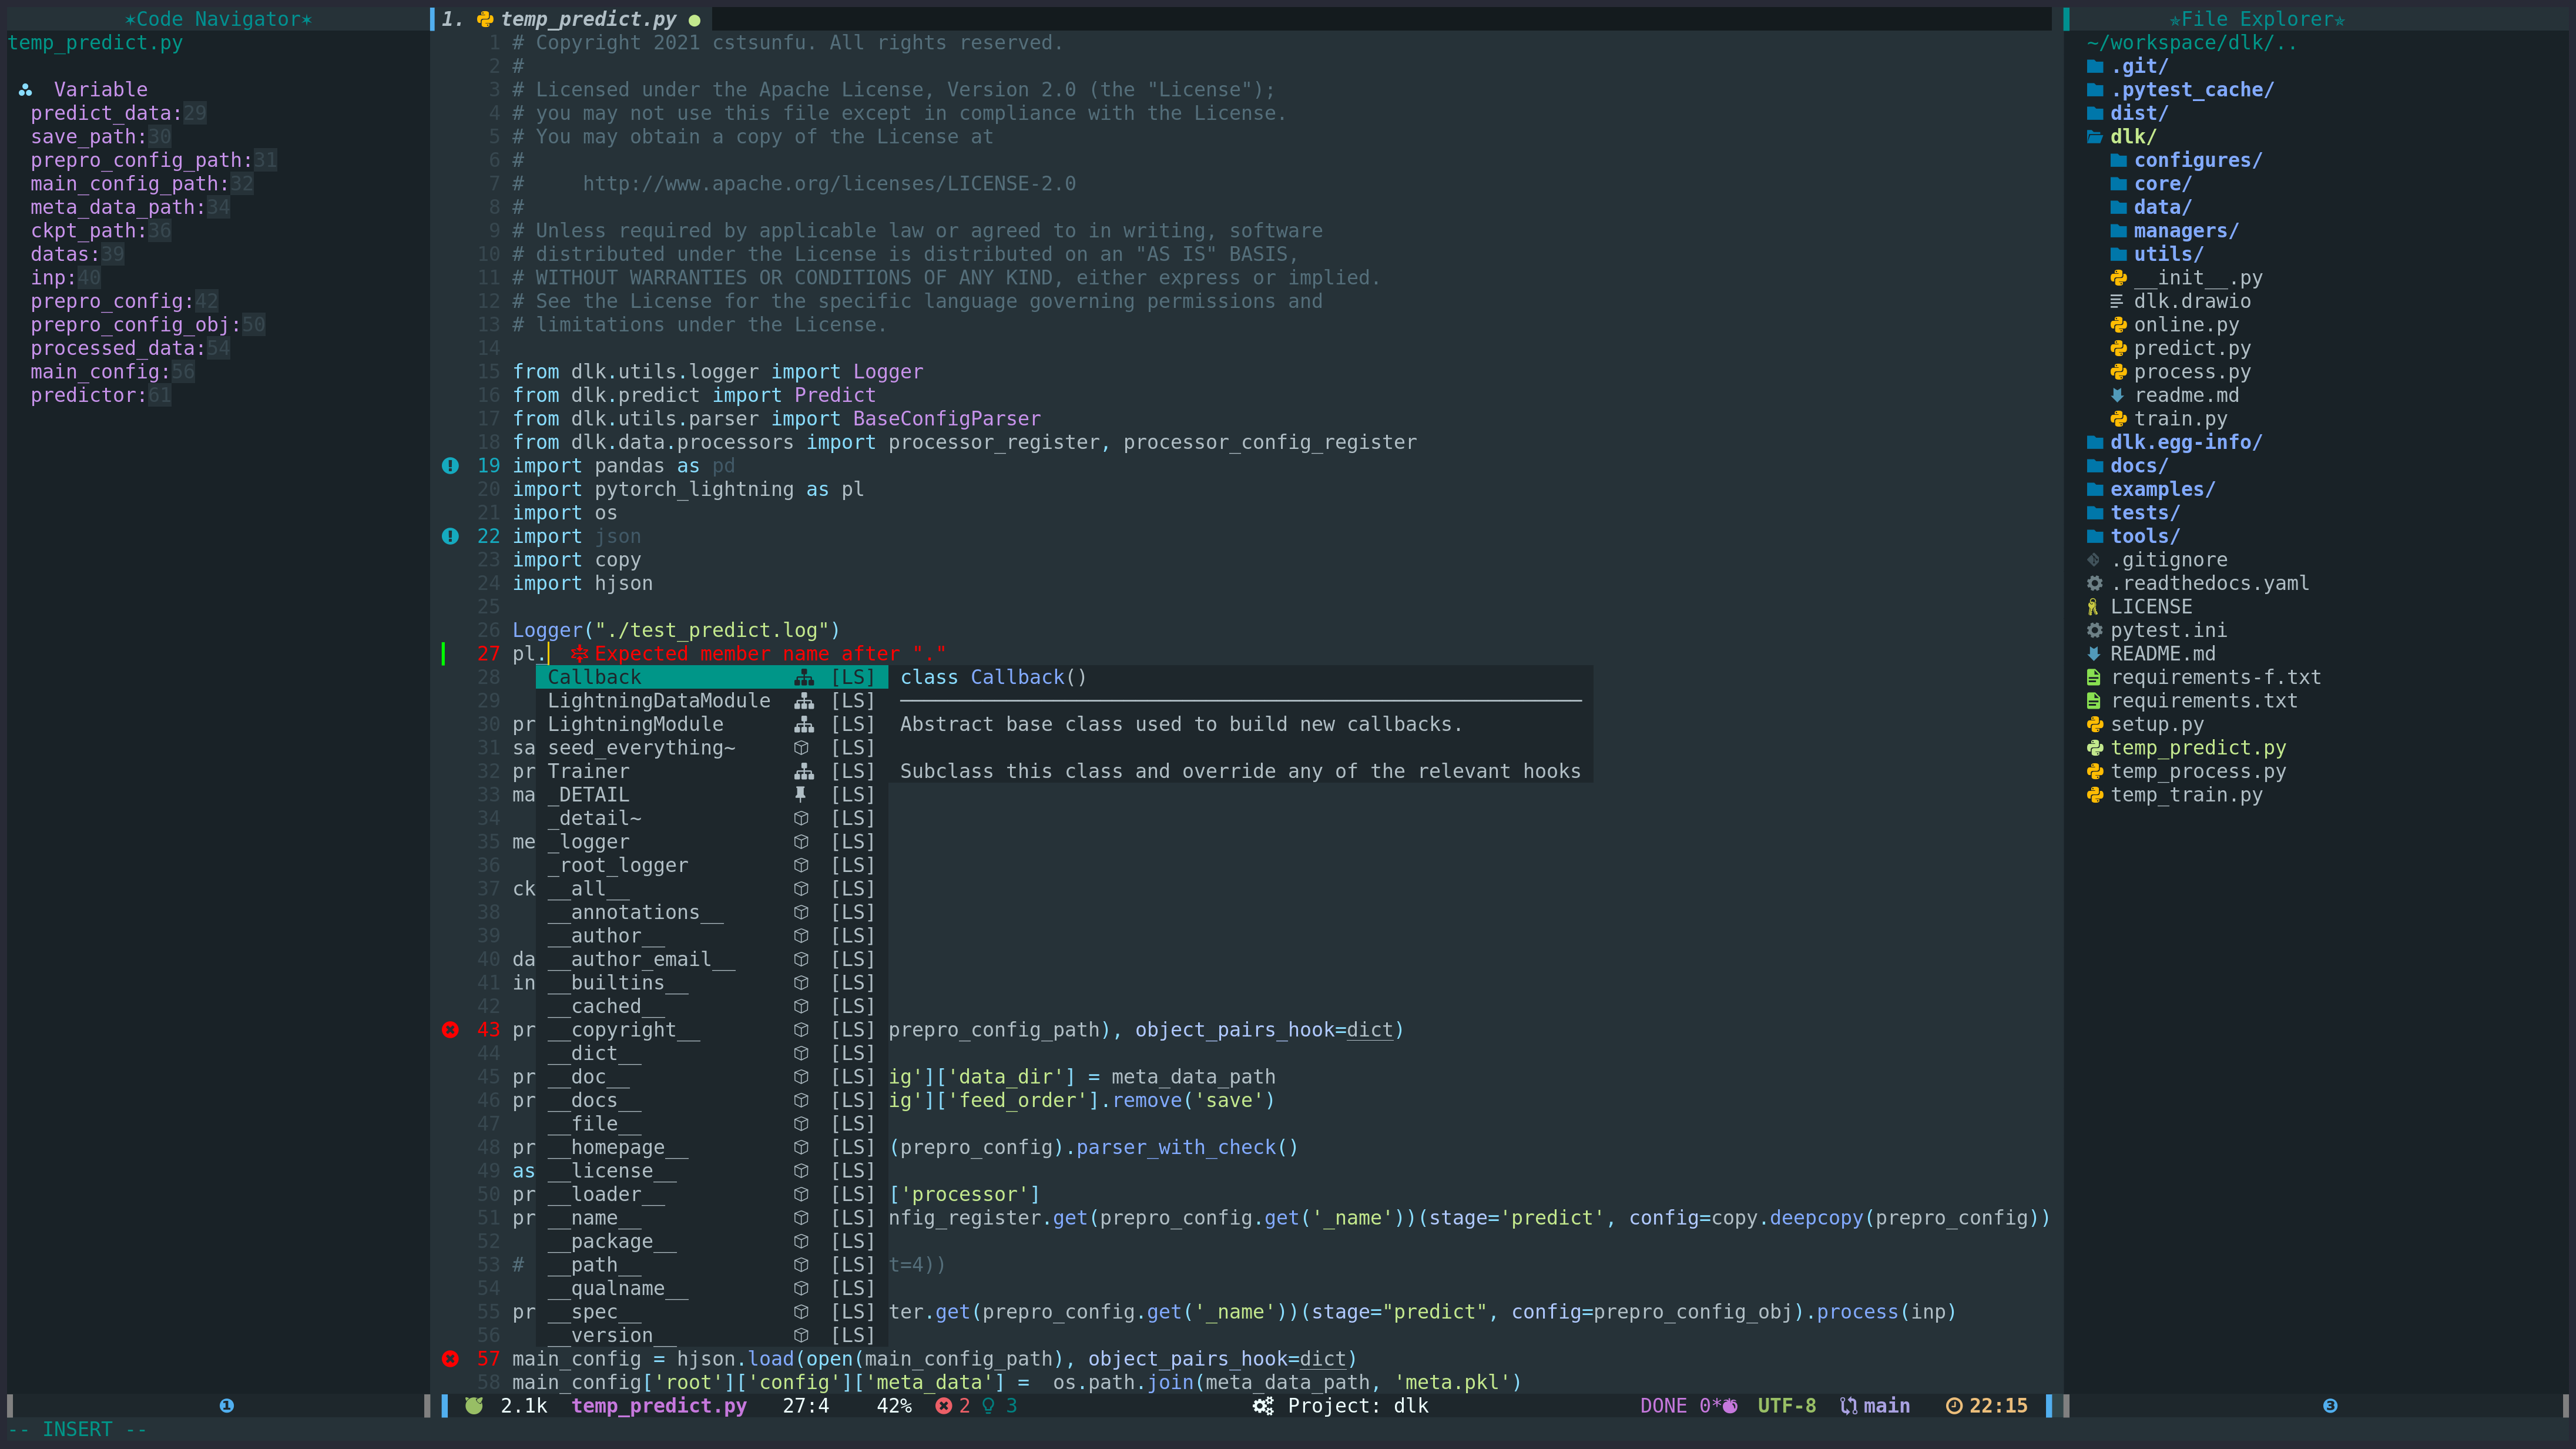 ✶Code Navigator✶
temp_predict.py
Variable
predict_data:29
save_path:30
prepro_config_path:31
main_config_path:32
meta_data_path:34
ckpt_path:36
datas:39
inp:40
prepro_config:42
prepro_config_obj:50
processed_data:54
main_config:56
predictor:61
1. temp_predict.py ●
1 # Copyright 2021 cstsunfu. All rights reserved.
2 #
3 # Licensed under the Apache License, Version 2.0 (the "License");
4 # you may not use this file except in compliance with the License.
5 # You may obtain a copy of the License at
6 #
7 #     http://www.apache.org/licenses/LICENSE-2.0
8 #
9 # Unless required by applicable law or agreed to in writing, software
10 # distributed under the License is distributed on an "AS IS" BASIS,
11 # WITHOUT WARRANTIES OR CONDITIONS OF ANY KIND, either express or implied.
12 # See the License for the specific language governing permissions and
13 # limitations under the License.
14
15 from dlk.utils.logger import Logger
16 from dlk.predict import Predict
17 from dlk.utils.parser import BaseConfigParser
18 from dlk.data.processors import processor_register, processor_config_register
19 import pandas as pd
20 import pytorch_lightning as pl
21 import os
22 import json
23 import copy
24 import hjson
25
26 Logger("./test_predict.log")
27 pl. Expected member name after "."
28 Callback [LS] class Callback()
29 LightningDataModule [LS]
30 pr LightningModule [LS] Abstract base class used to build new callbacks.
31 sa seed_everything~ [LS]
32 pr Trainer [LS] Subclass this class and override any of the relevant hooks
33 ma _DETAIL [LS]
34 _detail~ [LS]
35 me _logger [LS]
36 _root_logger [LS]
37 ck __all__ [LS]
38 __annotations__ [LS]
39 __author__ [LS]
40 da __author_email__ [LS]
41 in __builtins__ [LS]
42 __cached__ [LS]
43 pr __copyright__ [LS] prepro_config_path), object_pairs_hook=dict)
44 __dict__ [LS]
45 pr __doc__ [LS] ig']['data_dir'] = meta_data_path
46 pr __docs__ [LS] ig']['feed_order'].remove('save')
47 __file__ [LS]
48 pr __homepage__ [LS] (prepro_config).parser_with_check()
49 as __license__ [LS]
50 pr __loader__ [LS] ['processor']
51 pr __name__ [LS] nfig_register.get(prepro_config.get('_name'))(stage='predict', config=copy.deepcopy(prepro_config))
52 __package__ [LS]
53 # __path__ [LS] t=4))
54 __qualname__ [LS]
55 pr __spec__ [LS] ter.get(prepro_config.get('_name'))(stage="predict", config=prepro_config_obj).process(inp)
56 __version__ [LS]
57 main_config = hjson.load(open(main_config_path), object_pairs_hook=dict)
58 main_config['root']['config']['meta_data'] =  os.path.join(meta_data_path, 'meta.pkl')
✭File Explorer✭
~/workspace/dlk/..
.git/
.pytest_cache/
dist/
dlk/
configures/
core/
data/
managers/
utils/
__init__.py
dlk.drawio
online.py
predict.py
process.py
readme.md
train.py
dlk.egg-info/
docs/
examples/
tests/
tools/
.gitignore
.readthedocs.yaml
LICENSE
pytest.ini
README.md
requirements-f.txt
requirements.txt
setup.py
temp_predict.py
temp_process.py
temp_train.py
❶ 2.1k temp_predict.py 27:4 42% 2 3 Project: dlk DONE 0* UTF-8 main 22:15 ❸
-- INSERT --